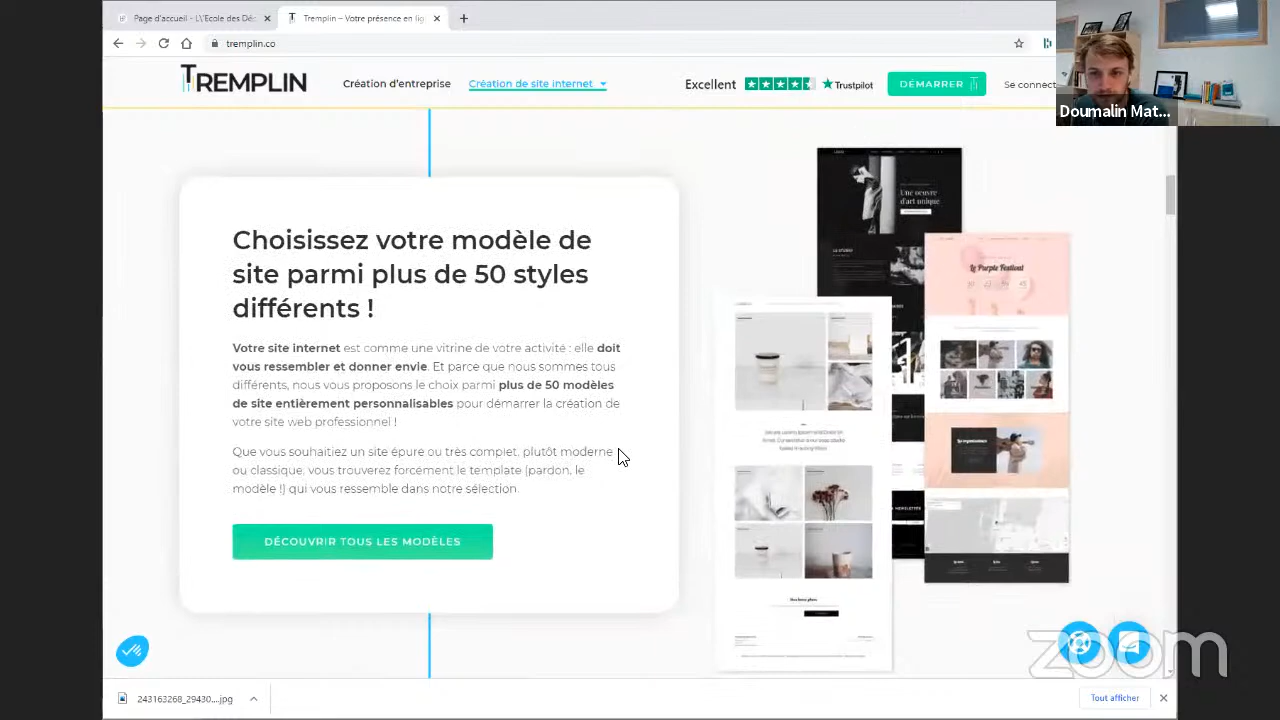 Page d'accueil - L\'Ecole des Déc
Tremplin – Votre présence en lig
tremplin.co
TREMPLIN
Création d'entreprise
Création de site internet
Excellent
Trustpilot
DÉMARRER
Se connect
Doumalin Mat...
Choisissez votre modèle de
site parmi plus de 50 styles
différents !
Votre site internet est comme une vitrine de votre activité : elle doit
vous ressembler et donner envie. Et parce que nous sommes tous
différents, nous vous proposons le choix parmi plus de 50 modèles
de site entièrement personnalisables pour démarrer la création de
votre site web professionnel !
Que vous souhaitiez un site épuré ou très complet, plutôt moderne
ou classique, vous trouverez forcément le template (pardon, le
modèle !) qui vous ressemble dans notre sélection.
DÉCOUVRIR TOUS LES MODÈLES
Une oeuvre
d'art unique
Le Purple Festival
zoom
243163268_29430....jpg
Tout afficher